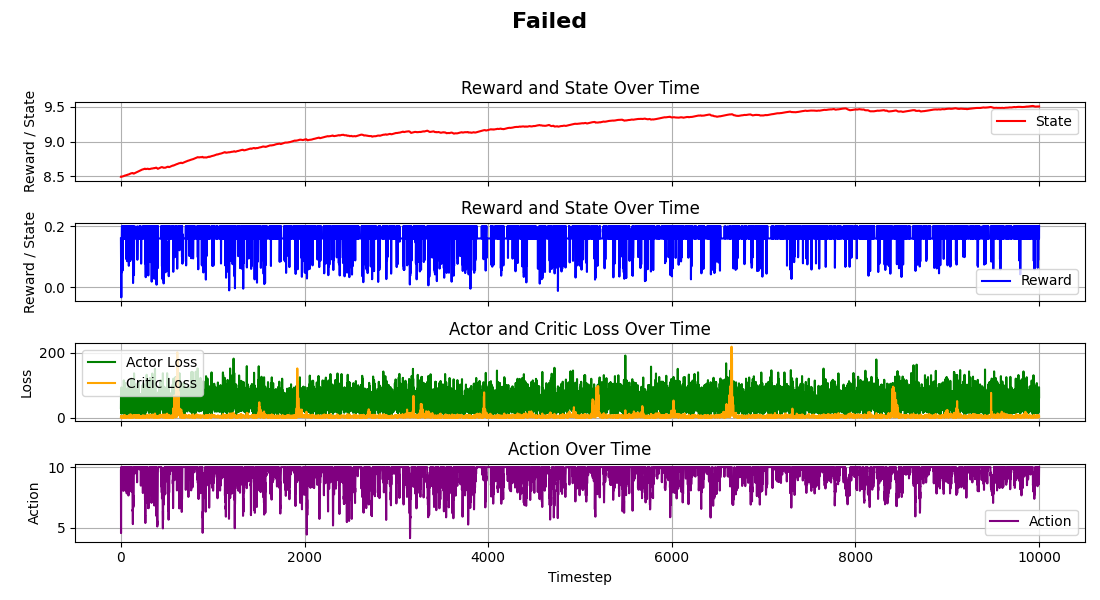 Failed
Reward and State Over Time
Reward / State
9.5
9.0
8.5
State
Reward and State Over Time
Reward / State
0.2
0.0
Reward
Actor and Critic Loss Over Time
Loss
200
0
Actor Loss
Critic Loss
Action Over Time
Action
10
5
Action
0 2000 4000 6000 8000 10000
Timestep